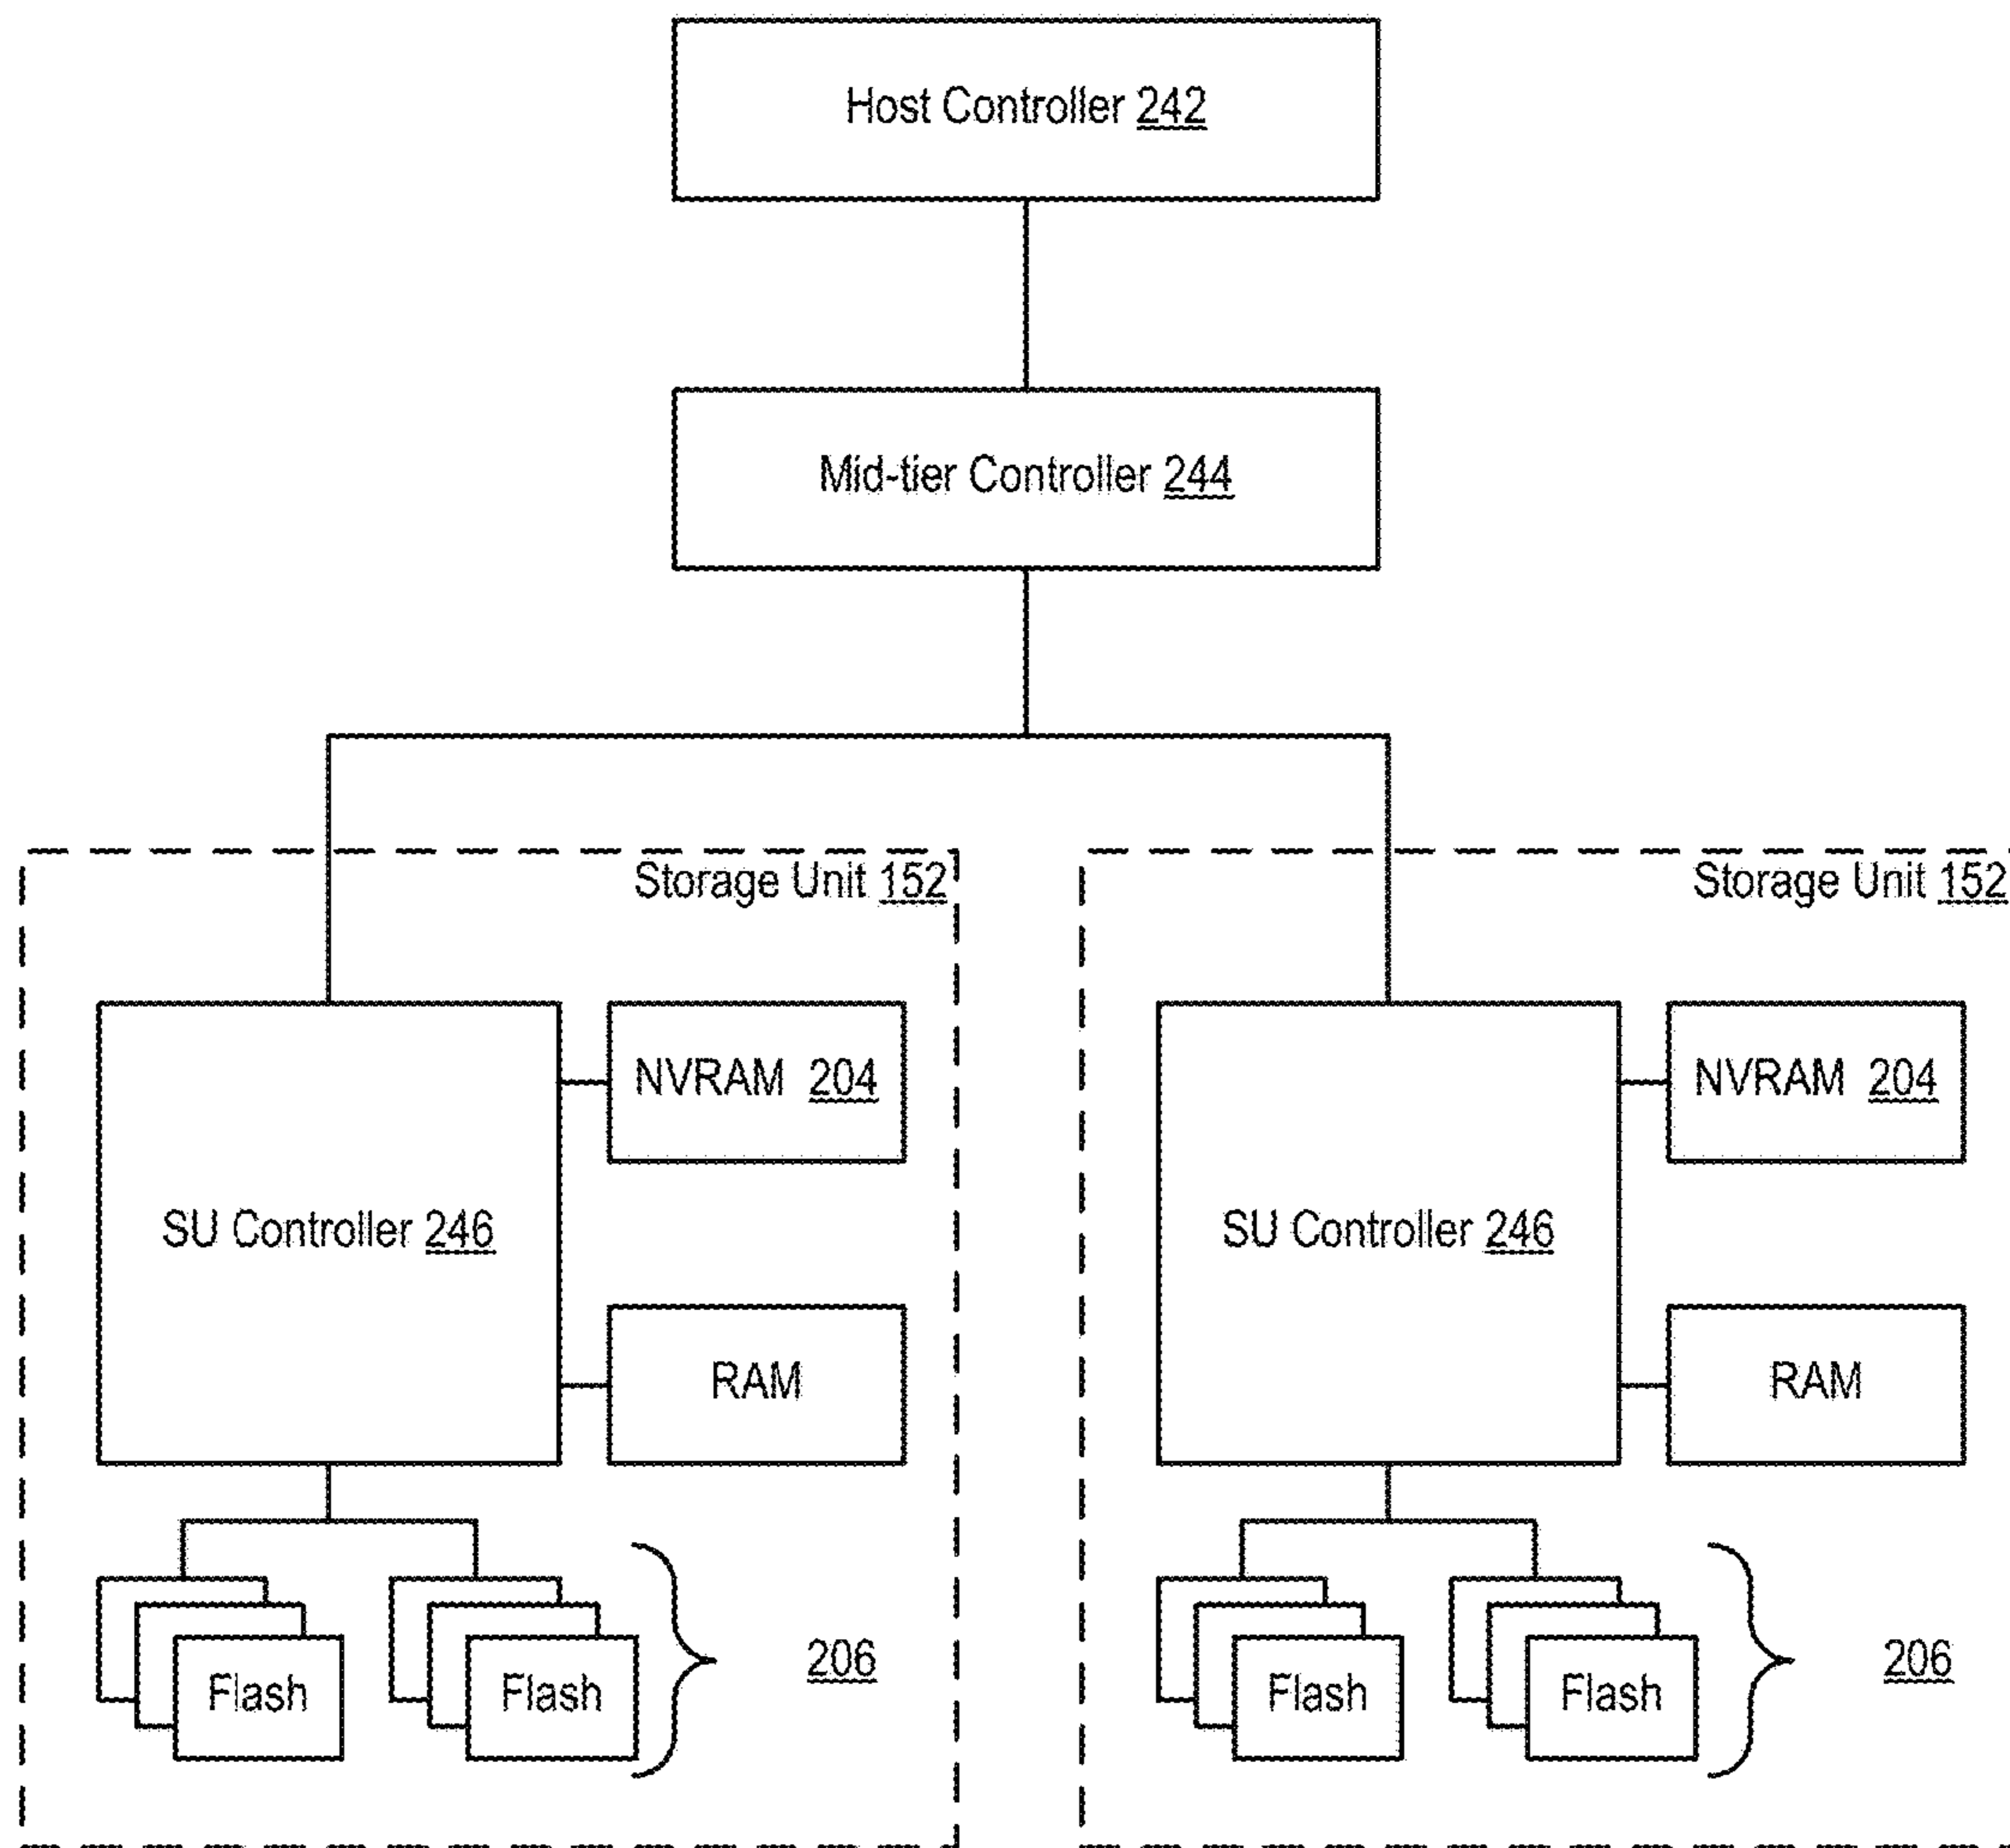 Host Controller 242
Mid-tier Controller 244
Storage Unit 152
NVRAM 204
SU Controller 246
RAM
Flash
Flash
206
Storage Unit 152
NVRAM 204
SU Controller 246
RAM
Flash
Flash
206